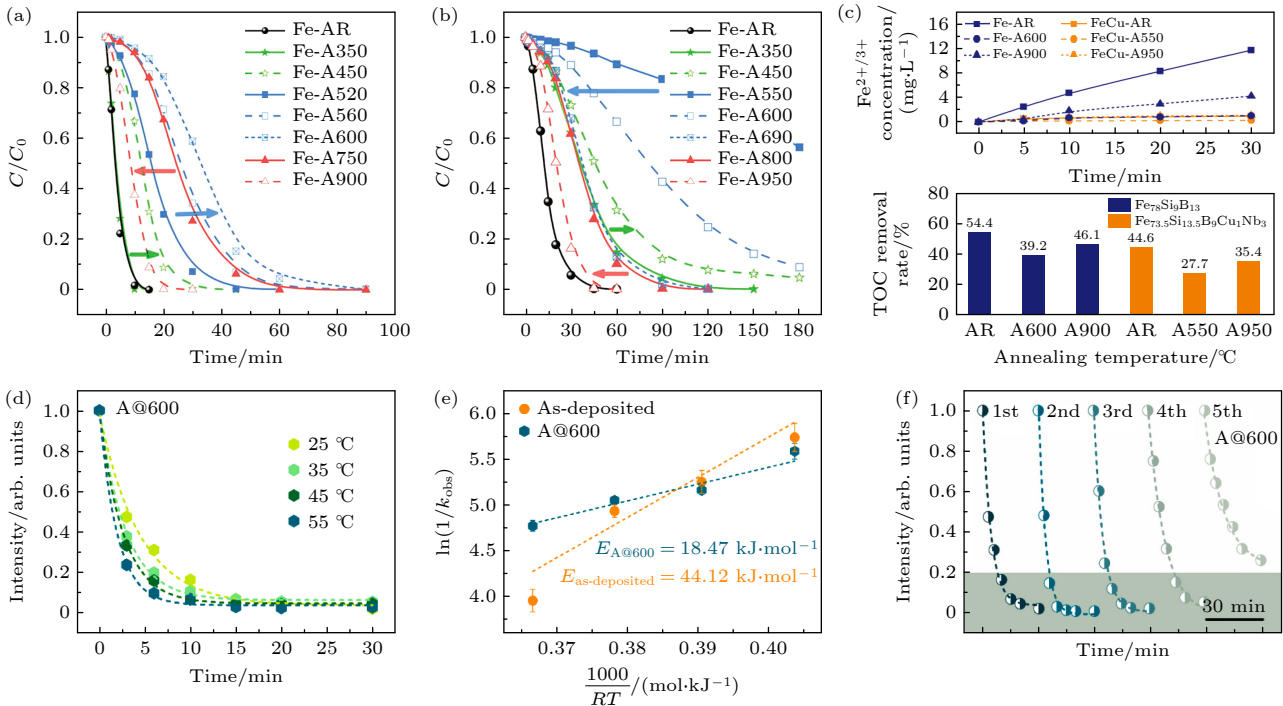 (a)
1.0
0.8
0.6
0.4
0.2
0
C/C₀
Fe-AR
Fe-A350
Fe-A450
Fe-A520
Fe-A560
Fe-A600
Fe-A750
Fe-A900
0 20 40 60 80 100
Time/min
(b)
1.0
0.8
0.6
0.4
0.2
0
C/C₀
Fe-AR
Fe-A350
Fe-A450
Fe-A550
Fe-A600
Fe-A690
Fe-A800
Fe-A950
0 30 60 90 120 150 180
Time/min
(c)
Fe²⁺/³⁺
concentration/
(mg·L⁻¹)
16
12
8
4
0
Fe-AR FeCu-AR
Fe-A600 FeCu-A550
Fe-A900 FeCu-A950
0 5 10 20 30
Time/min
TOC removal
rate/%
80
60
40
20
0
Fe₇₈Si₉B₁₃
Fe₇₃.₅Si₁₃.₅B₉Cu₁Nb₃
54.4 39.2 46.1 44.6 27.7 35.4
AR A600 A900 AR A550 A950
Annealing temperature/℃
(d)
Intensity/arb. units
1.0
0.8
0.6
0.4
0.2
0
A@600
25 ℃
35 ℃
45 ℃
55 ℃
0 5 10 15 20 25 30
Time/min
(e)
ln(1/k_obs)
6.0
5.5
5.0
4.5
4.0
As-deposited
A@600
E_A@600 = 18.47 kJ·mol⁻¹
E_as-deposited = 44.12 kJ·mol⁻¹
0.37 0.38 0.39 0.40
1000
RT /(mol·kJ⁻¹)
(f)
Intensity/arb. units
1.0
0.8
0.6
0.4
0.2
0
1st 2nd 3rd 4th 5th
A@600
30 min
Time/min